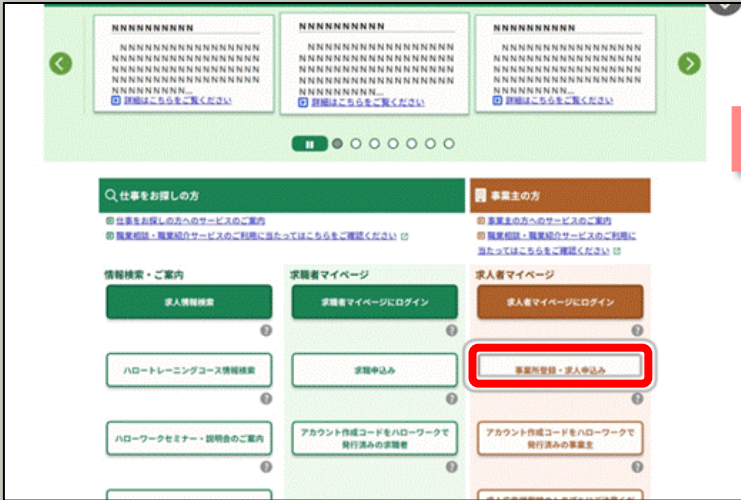 NNNNNNNNNN
NNNNNNNNNNNNNNNNN
NNNNNNNNNNNNNNNNNN
NNNNNNNNNNNNNNNNNN
NNNNNNNNNNNNNNNNNN
NNNNNNNNN...
詳細はこちらをご覧ください
NNNNNNNNNN
NNNNNNNNNNNNNNNNN
NNNNNNNNNNNNNNNNNN
NNNNNNNNNNNNNNNNNN
NNNNNNNNNNNNNNNNNN
NNNNNNNNN...
詳細はこちらをご覧ください
NNNNNNNNNN
NNNNNNNNNNNNNNNNN
NNNNNNNNNNNNNNNNNN
NNNNNNNNNNNNNNNNNN
NNNNNNNNNNNNNNNNNN
NNNNNNNNN...
詳細はこちらをご覧ください
仕事をお探しの方
仕事をお探しの方へのサービスのご案内
職業相談・職業紹介サービスのご利用に当たってはこちらをご確認ください
情報検索・ご案内
求人情報検索
?
ハロートレーニングコース情報検索
?
ハローワークセミナー・説明会のご案内
?
求職者マイページ
求職者マイページにログイン
?
求職申込み
?
アカウント作成コードをハローワークで
発行済みの求職者
?
事業主の方
事業主の方へのサービスのご案内
職業相談・職業紹介サービスのご利用に
当たってはこちらをご確認ください
求人者マイページ
求人者マイページにログイン
?
事業所登録・求人申込み
?
アカウント作成コードをハローワークで
発行済みの事業主
?